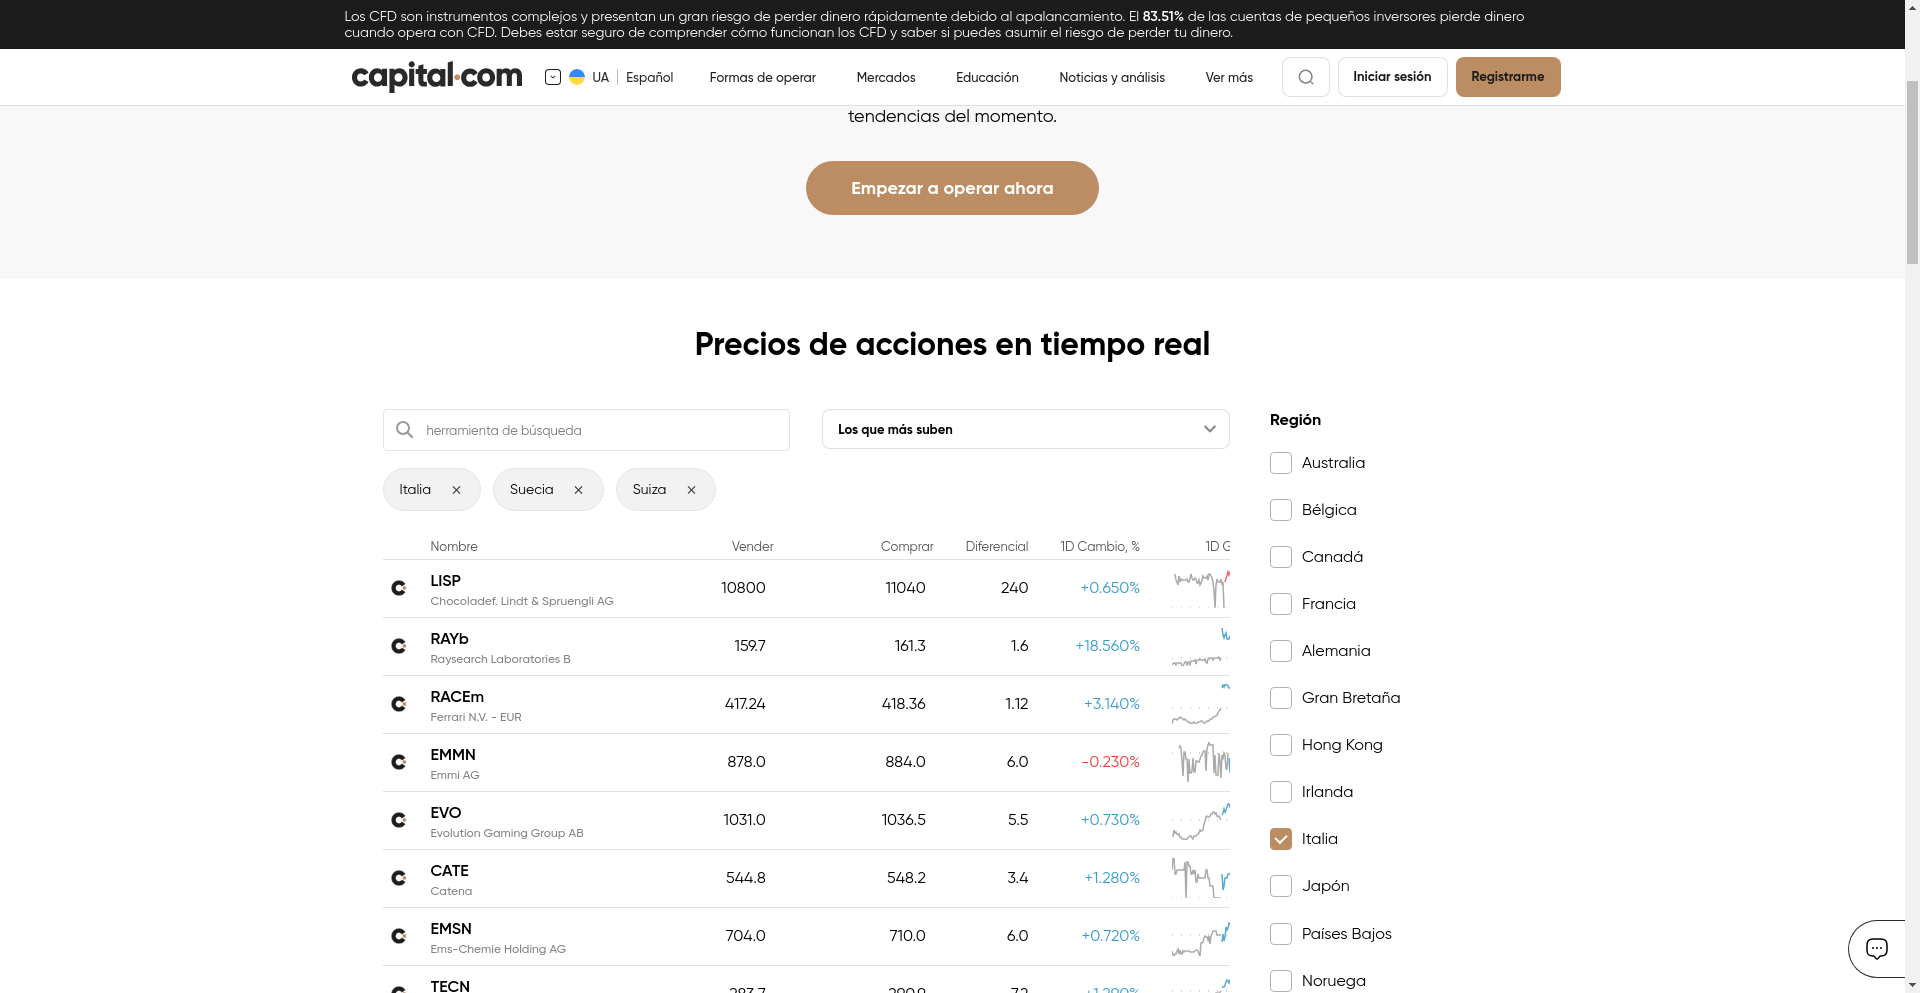 Los CFD son instrumentos complejos y presentan un gran riesgo de perder dinero rápidamente debido al apalancamiento. El 83.51% de las cuentas de pequeños inversores pierde dinero
cuando opera con CFD. Debes estar seguro de comprender cómo funcionan los CFD y saber si puedes asumir el riesgo de perder tu dinero.
capital.com UA Español Formas de operar Mercados Educación Noticias y análisis Ver más Iniciar sesión Registrarme
tendencias del momento.
Empezar a operar ahora
Precios de acciones en tiempo real
herramienta de búsqueda Los que más suben
Italia Suecia Suiza
Nombre Vender Comprar Diferencial 1D Cambio, % 1D G
LISP 10800 11040 240 +0.650%
Chocoladef. Lindt & Spruengli AG
RAYb 159.7 161.3 1.6 +18.560%
Raysearch Laboratories B
RACEm 417.24 418.36 1.12 +3.140%
Ferrari N.V. - EUR
EMMN 878.0 884.0 6.0 -0.230%
Emmi AG
EVO 1031.0 1036.5 5.5 +0.730%
Evolution Gaming Group AB
CATE 544.8 548.2 3.4 +1.280%
Catena
EMSN 704.0 710.0 6.0 +0.720%
Ems-Chemie Holding AG
TECN 283.7 290.9 7.2 +1.290%
Región
Australia
Bélgica
Canadá
Francia
Alemania
Gran Bretaña
Hong Kong
Irlanda
Italia
Japón
Países Bajos
Noruega